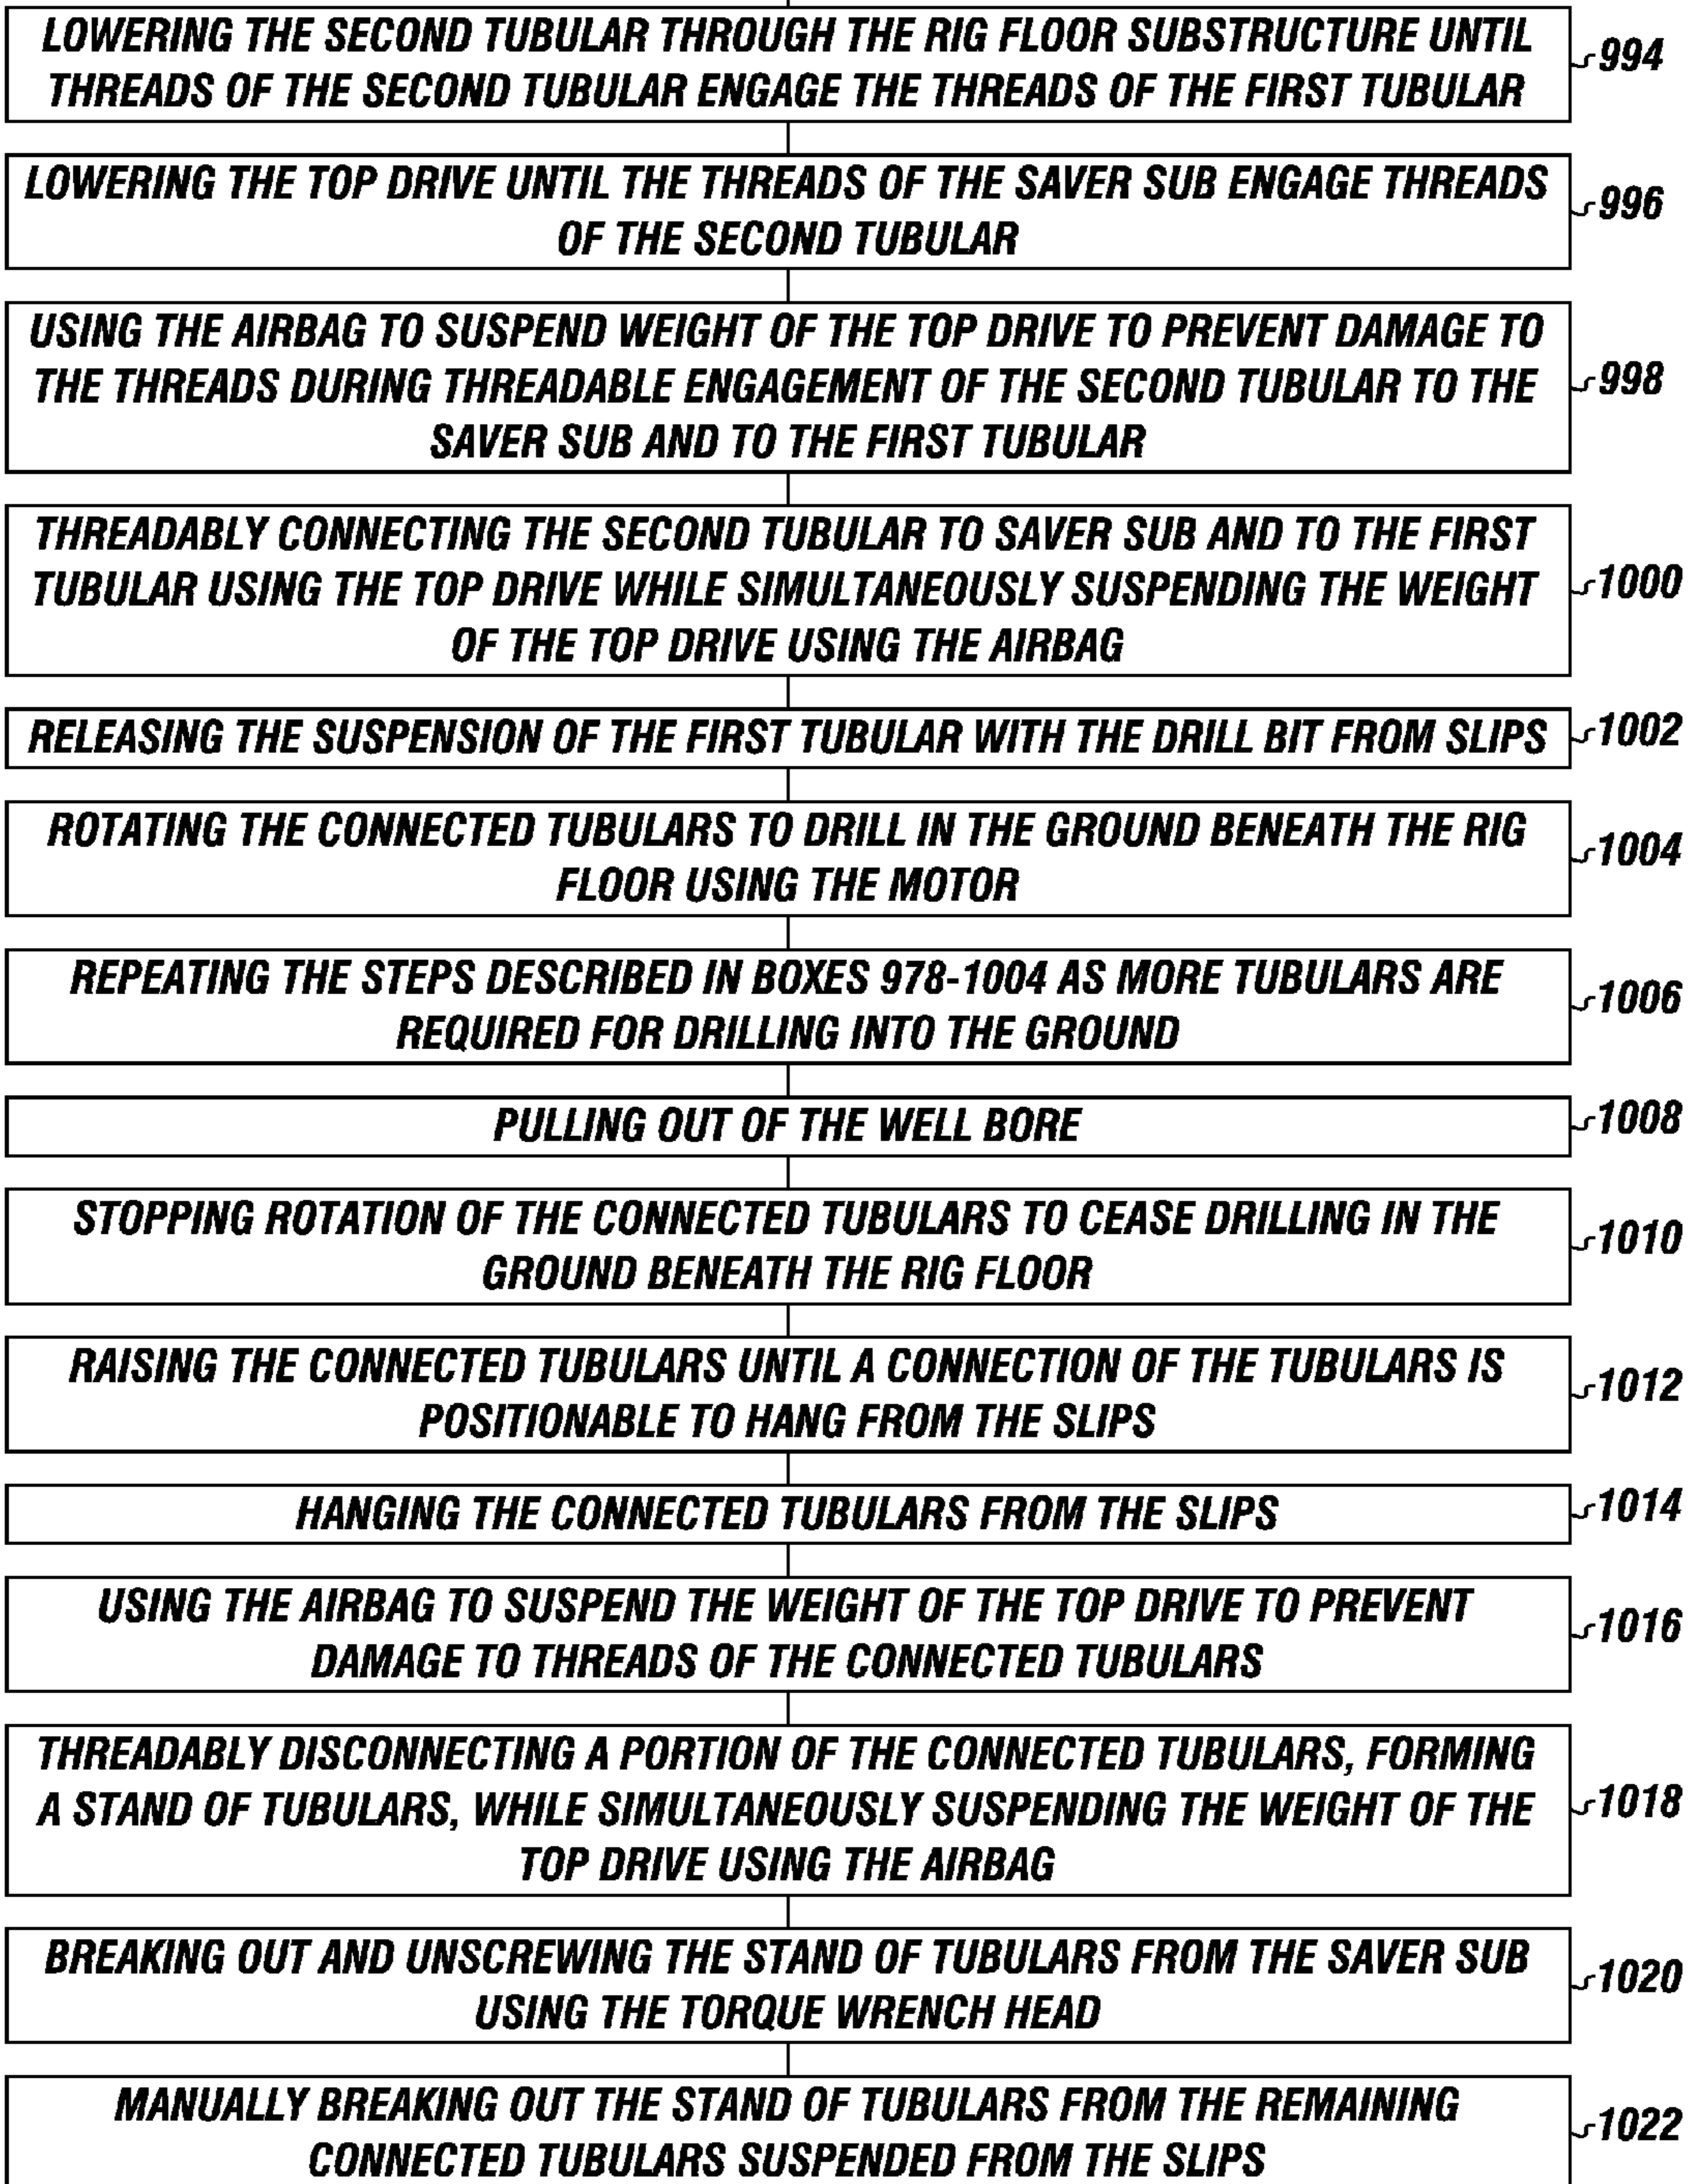 LOWERING THE SECOND TUBULAR THROUGH THE RIG FLOOR SUBSTRUCTURE UNTIL
THREADS OF THE SECOND TUBULAR ENGAGE THE THREADS OF THE FIRST TUBULAR
994
LOWERING THE TOP DRIVE UNTIL THE THREADS OF THE SAVER SUB ENGAGE THREADS
OF THE SECOND TUBULAR
996
USING THE AIRBAG TO SUSPEND WEIGHT OF THE TOP DRIVE TO PREVENT DAMAGE TO
THE THREADS DURING THREADABLE ENGAGEMENT OF THE SECOND TUBULAR TO THE
SAVER SUB AND TO THE FIRST TUBULAR
998
THREADABLY CONNECTING THE SECOND TUBULAR TO SAVER SUB AND TO THE FIRST
TUBULAR USING THE TOP DRIVE WHILE SIMULTANEOUSLY SUSPENDING THE WEIGHT
OF THE TOP DRIVE USING THE AIRBAG
1000
RELEASING THE SUSPENSION OF THE FIRST TUBULAR WITH THE DRILL BIT FROM SLIPS
1002
ROTATING THE CONNECTED TUBULARS TO DRILL IN THE GROUND BENEATH THE RIG
FLOOR USING THE MOTOR
1004
REPEATING THE STEPS DESCRIBED IN BOXES 978-1004 AS MORE TUBULARS ARE
REQUIRED FOR DRILLING INTO THE GROUND
1006
PULLING OUT OF THE WELL BORE
1008
STOPPING ROTATION OF THE CONNECTED TUBULARS TO CEASE DRILLING IN THE
GROUND BENEATH THE RIG FLOOR
1010
RAISING THE CONNECTED TUBULARS UNTIL A CONNECTION OF THE TUBULARS IS
POSITIONABLE TO HANG FROM THE SLIPS
1012
HANGING THE CONNECTED TUBULARS FROM THE SLIPS
1014
USING THE AIRBAG TO SUSPEND THE WEIGHT OF THE TOP DRIVE TO PREVENT
DAMAGE TO THREADS OF THE CONNECTED TUBULARS
1016
THREADABLY DISCONNECTING A PORTION OF THE CONNECTED TUBULARS, FORMING
A STAND OF TUBULARS, WHILE SIMULTANEOUSLY SUSPENDING THE WEIGHT OF THE
TOP DRIVE USING THE AIRBAG
1018
BREAKING OUT AND UNSCREWING THE STAND OF TUBULARS FROM THE SAVER SUB
USING THE TORQUE WRENCH HEAD
1020
MANUALLY BREAKING OUT THE STAND OF TUBULARS FROM THE REMAINING
CONNECTED TUBULARS SUSPENDED FROM THE SLIPS
1022